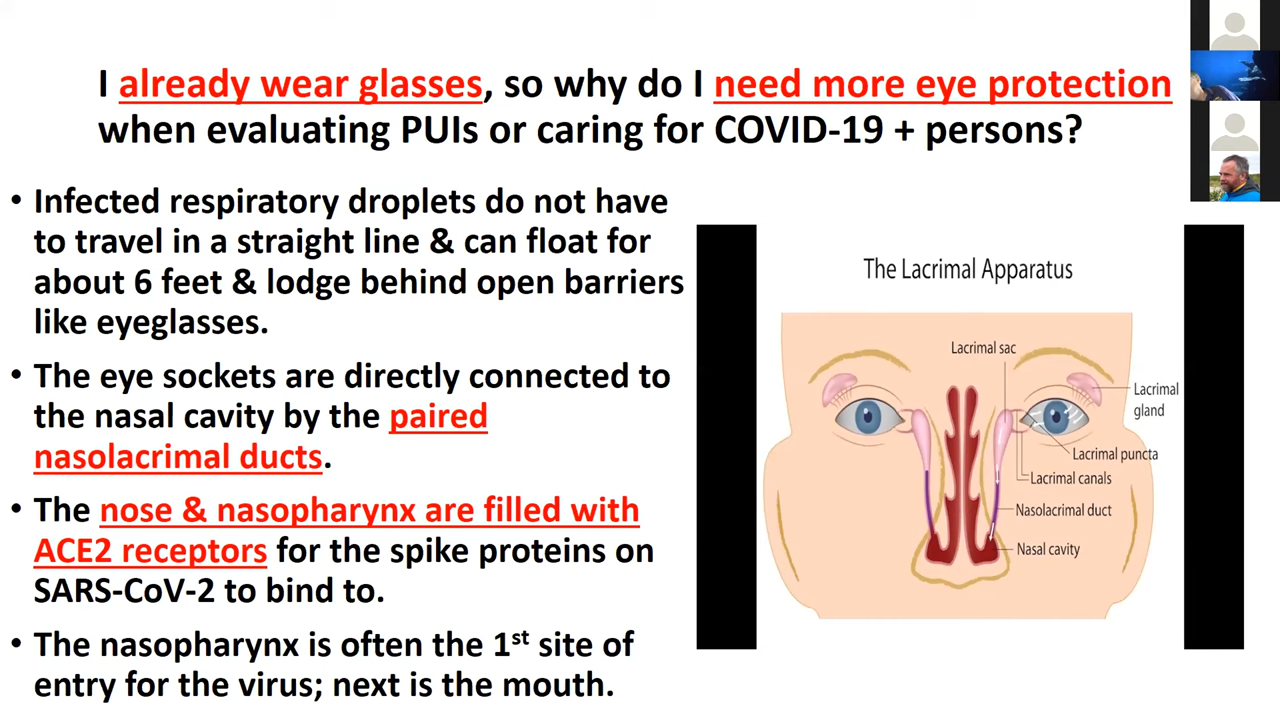 I already wear glasses, so why do I need more eye protection
when evaluating PUIs or caring for COVID-19 + persons?
• Infected respiratory droplets do not have
to travel in a straight line & can float for
about 6 feet & lodge behind open barriers
like eyeglasses.
• The eye sockets are directly connected to
the nasal cavity by the paired
nasolacrimal ducts.
• The nose & nasopharynx are filled with
ACE2 receptors for the spike proteins on
SARS-CoV-2 to bind to.
• The nasopharynx is often the 1st site of
entry for the virus; next is the mouth.
The Lacrimal Apparatus
Lacrimal sac
Lacrimal
gland
Lacrimal puncta
Lacrimal canals
Nasolacrimal duct
Nasal cavity